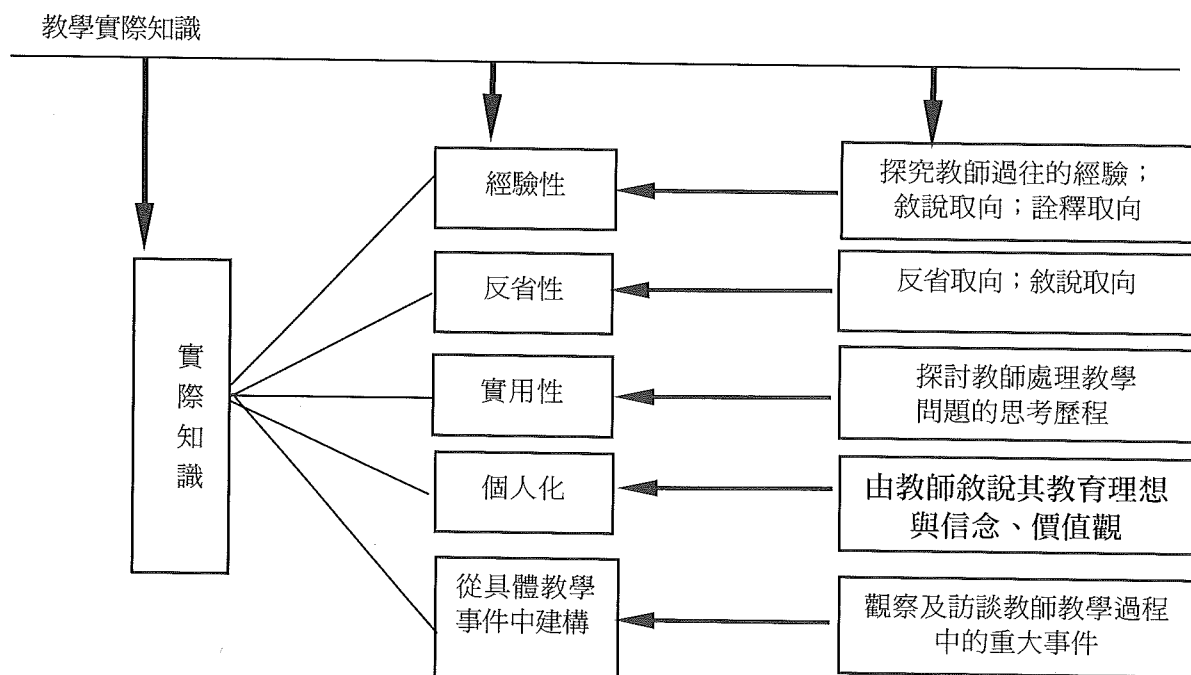 教學實際知識
經驗性
探究教師過往的經驗；
敘說取向；詮釋取向
反省性
反省取向；敘說取向
實際知識
實用性
探討教師處理教學
問題的思考歷程
個人化
由教師敘說其教育理想
與信念、價值觀
從具體教學
事件中建構
觀察及訪談教師教學過程
中的重大事件